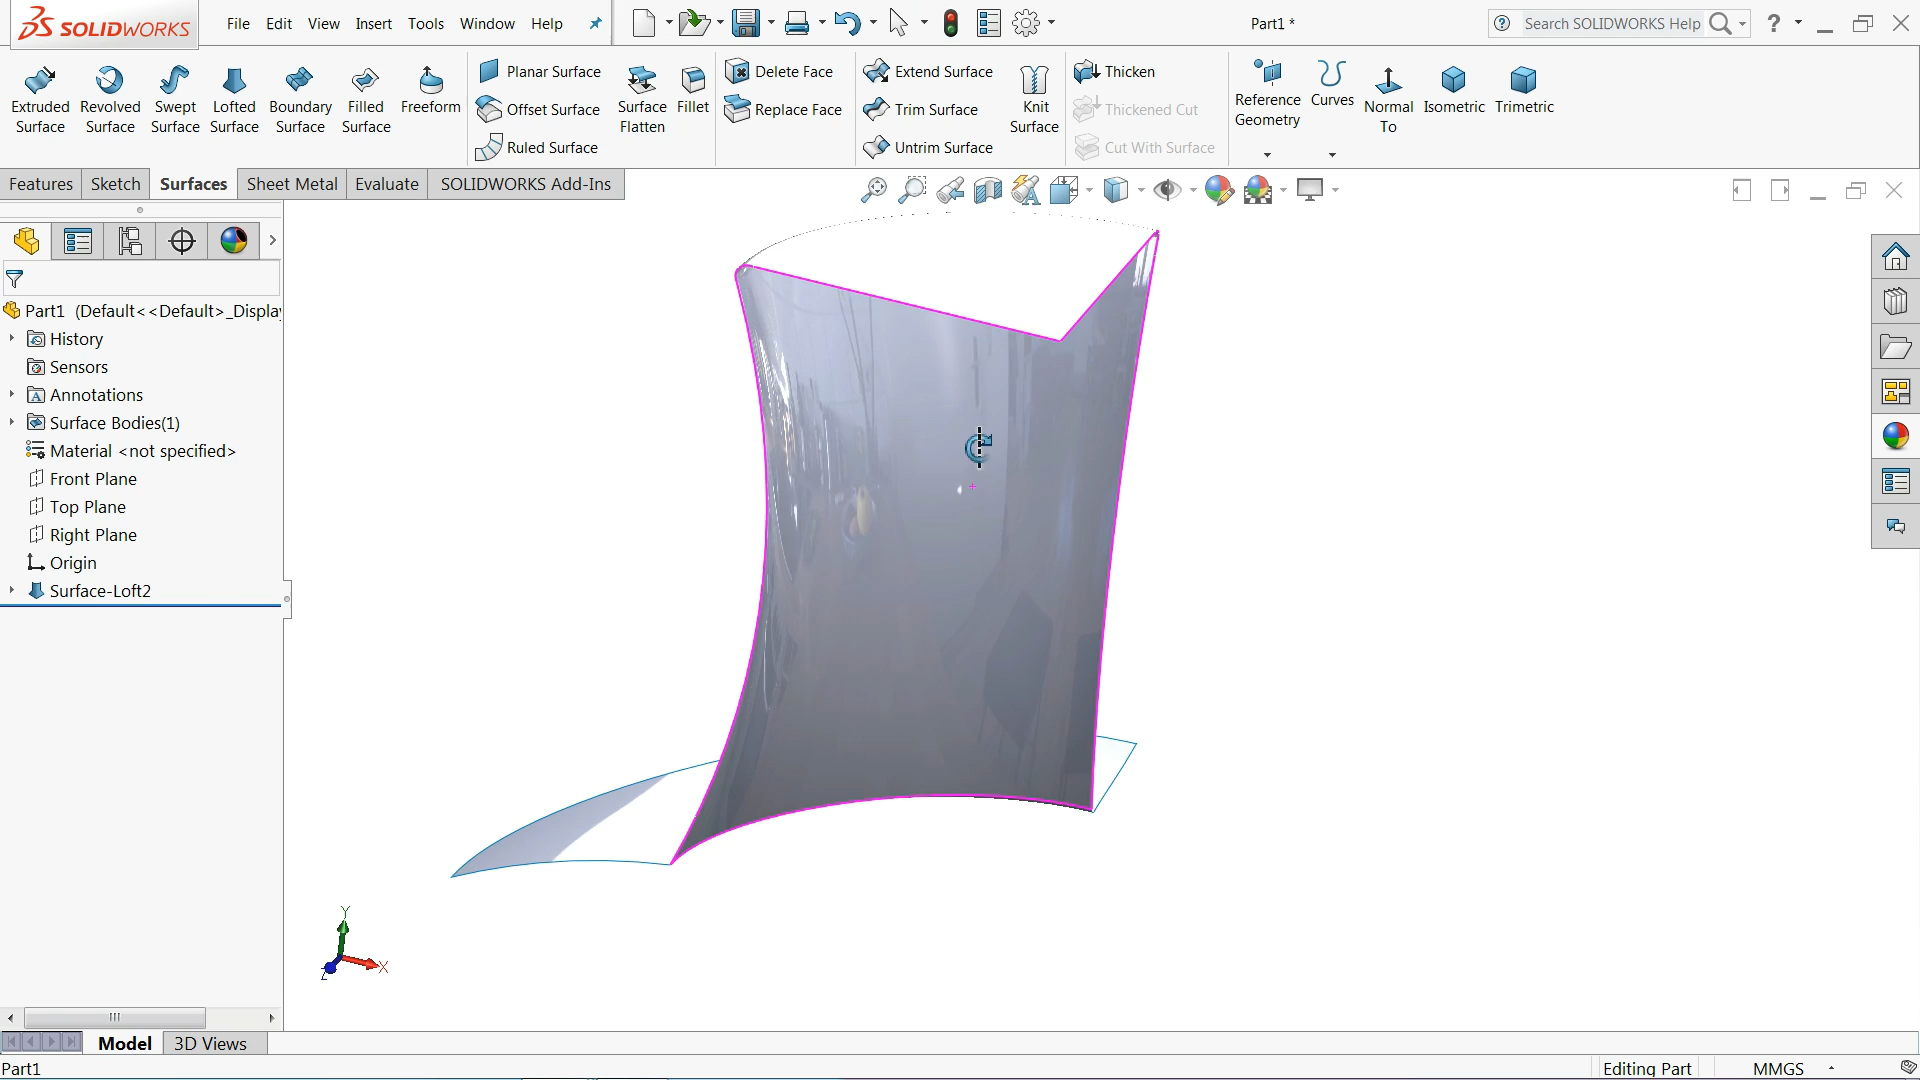 SOLIDWORKS File Edit View Insert Tools Window Help Part1 * Search SOLIDWORKS Help ?
Extruded Surface
Revolved Surface
Swept Surface
Lofted Surface
Boundary Surface
Filled Surface
Freeform
Planar Surface
Offset Surface
Ruled Surface
Surface Flatten
Fillet
Delete Face
Replace Face
Extend Surface
Trim Surface
Untrim Surface
Knit Surface
Thicken
Thickened Cut
Cut With Surface
Reference Geometry
Curves
Normal To
Isometric
Trimetric
Features Sketch Surfaces Sheet Metal Evaluate SOLIDWORKS Add-Ins
Part1 (Default<<Default>_Displa
History
Sensors
A Annotations
Surface Bodies(1)
Material <not specified>
Front Plane
Top Plane
Right Plane
Origin
Surface-Loft2
Y
X
Z
Model 3D Views
Part1 Editing Part MMGS